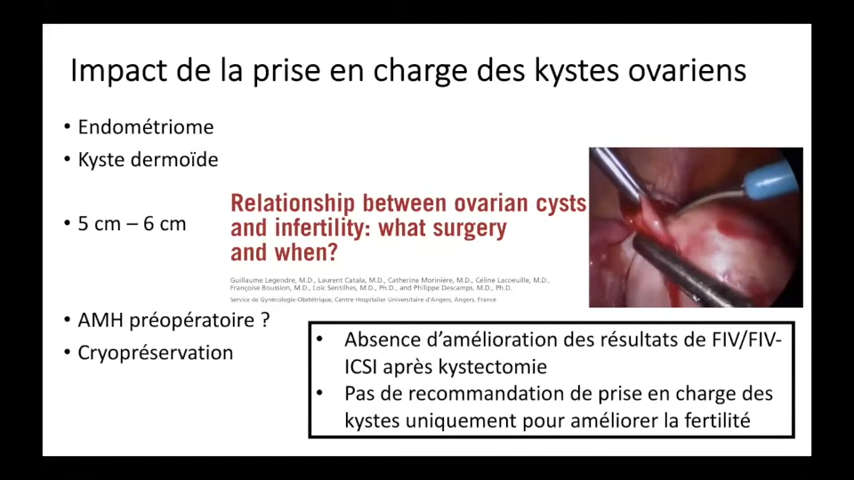 Impact de la prise en charge des kystes ovariens
• Endométriome
• Kyste dermoïde
• 5 cm – 6 cm
Relationship between ovarian cysts
and infertility: what surgery
and when?
Guillaume Legendre, M.D., Laurent Catala, M.D., Catherine Morinière, M.D., Céline Lacoeuille, M.D.,
Françoise Boussion, M.D., Loïc Sentilhes, M.D., Ph.D., and Philippe Descamps, M.D., Ph.D.
Service de Gynécologie-Obstétrique, Centre Hospitalier Universitaire d'Angers, Angers, France
• AMH préopératoire ?
• Cryopréservation
• Absence d'amélioration des résultats de FIV/FIV-
ICSI après kystectomie
• Pas de recommandation de prise en charge des
kystes uniquement pour améliorer la fertilité